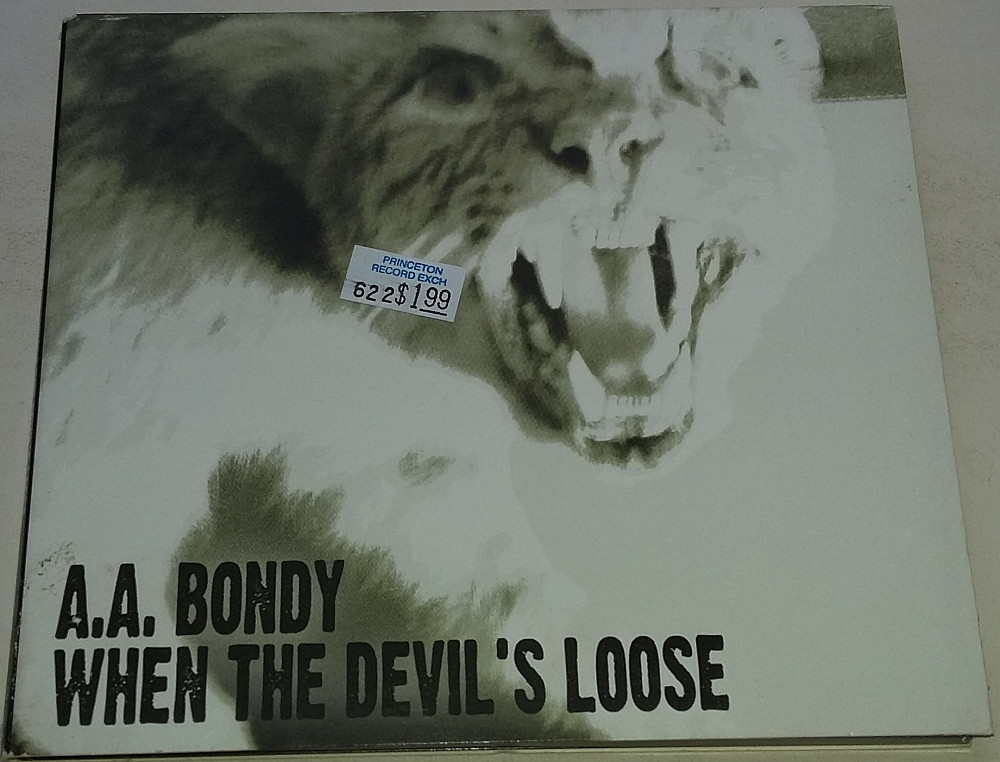 PRINCETON
RECORD EXCH
622$1.99
A.A. BONDY
WHEN THE DEVIL'S LOOSE